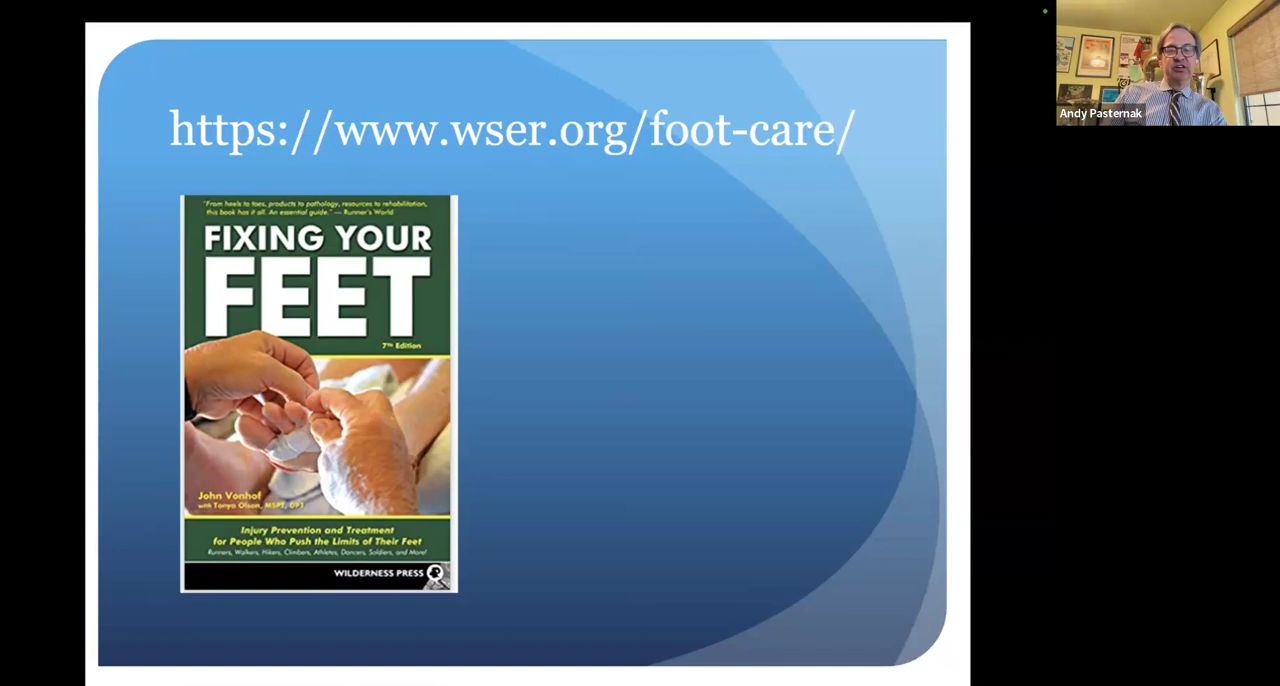 https://www.wser.org/foot-care/
"From heels to toes, products to pathology, resources to rehabilitation,
this book has it all. An essential guide." — Runner's World
FIXING YOUR
FEET
7TH Edition
John Vonhof
with Tonya Olson, MSPT, DPT
Injury Prevention and Treatment
for People Who Push the Limits of Their Feet
Runners, Walkers, Hikers, Climbers, Athletes, Dancers, Soldiers, and More!
WILDERNESS PRESS
Andy Pasternak